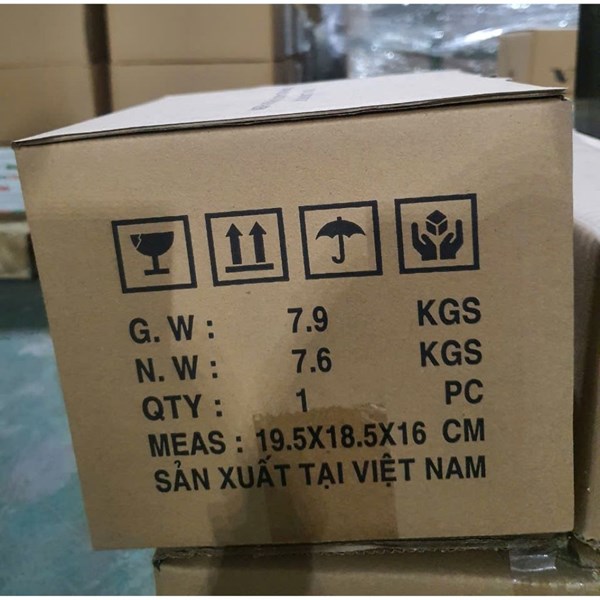 G. W : 7.9 KGS
N. W : 7.6 KGS
QTY : 1 PC
MEAS : 19.5X18.5X16 CM
SẢN XUẤT TẠI VIỆT NAM